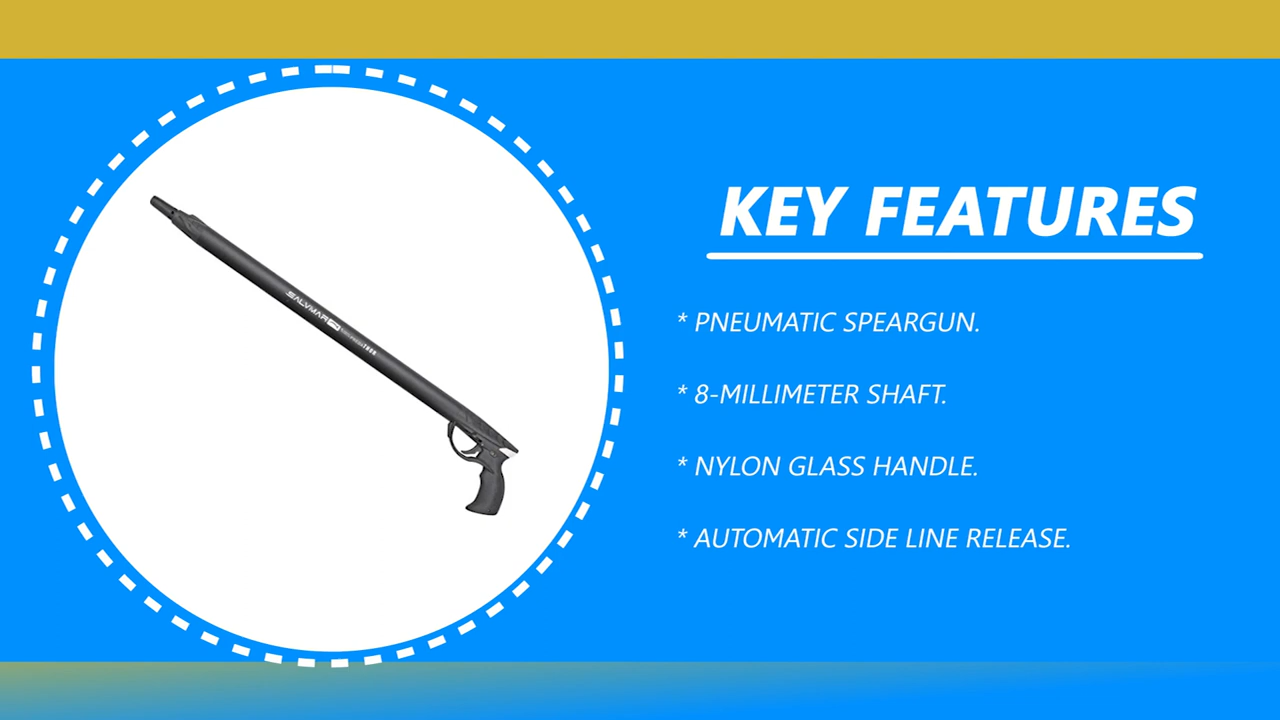 KEY FEATURES
* PNEUMATIC SPEARGUN.
* 8-MILLIMETER SHAFT.
* NYLON GLASS HANDLE.
* AUTOMATIC SIDE LINE RELEASE.
SALVIMAR